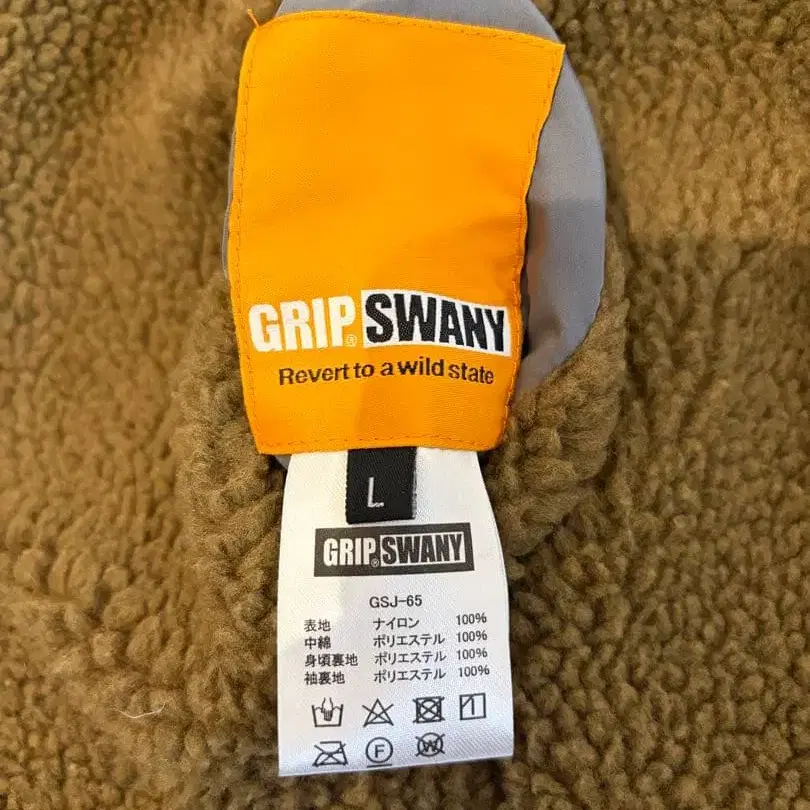 GRIP® SWANY
Revert to a wild state
L
GRIP® SWANY
GSJ-65
表地 ナイロン 100%
中綿 ポリエステル 100%
身頃裏地 ポリエステル 100%
袖裏地 ポリエステル 100%
F
W